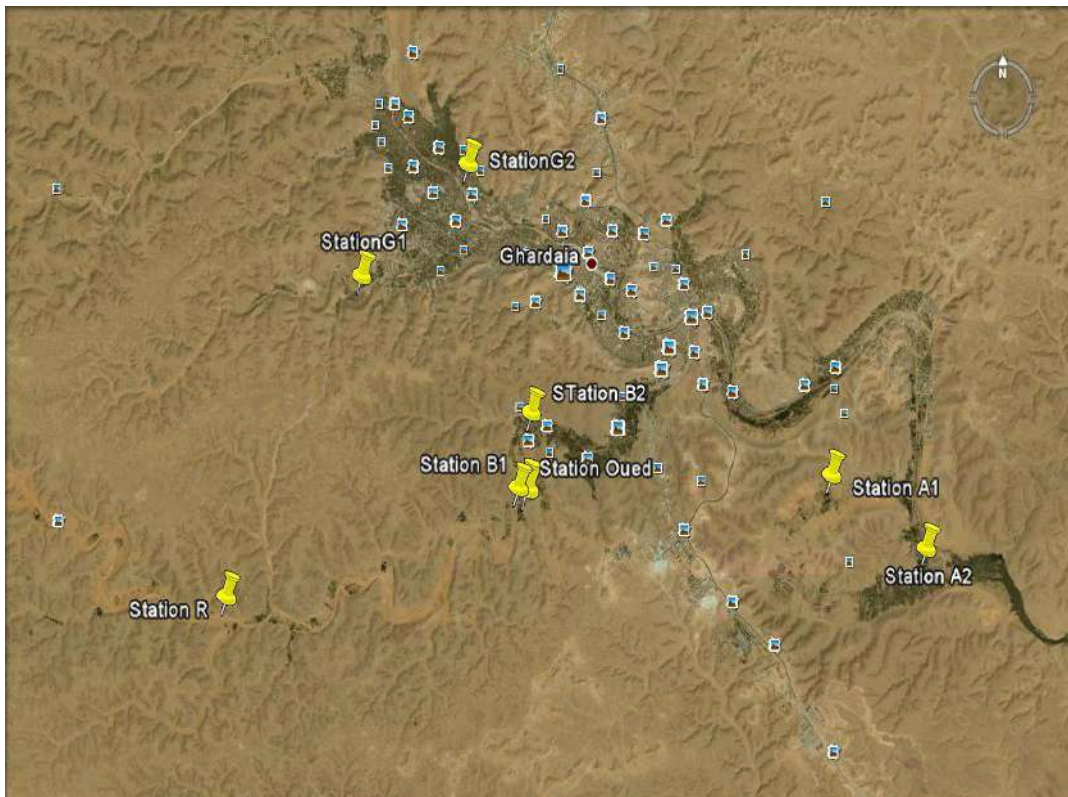 N
StationG2
StationG1
Ghardaia
STation B2
Station B1
Station Oued
Station A1
Station A2
Station R